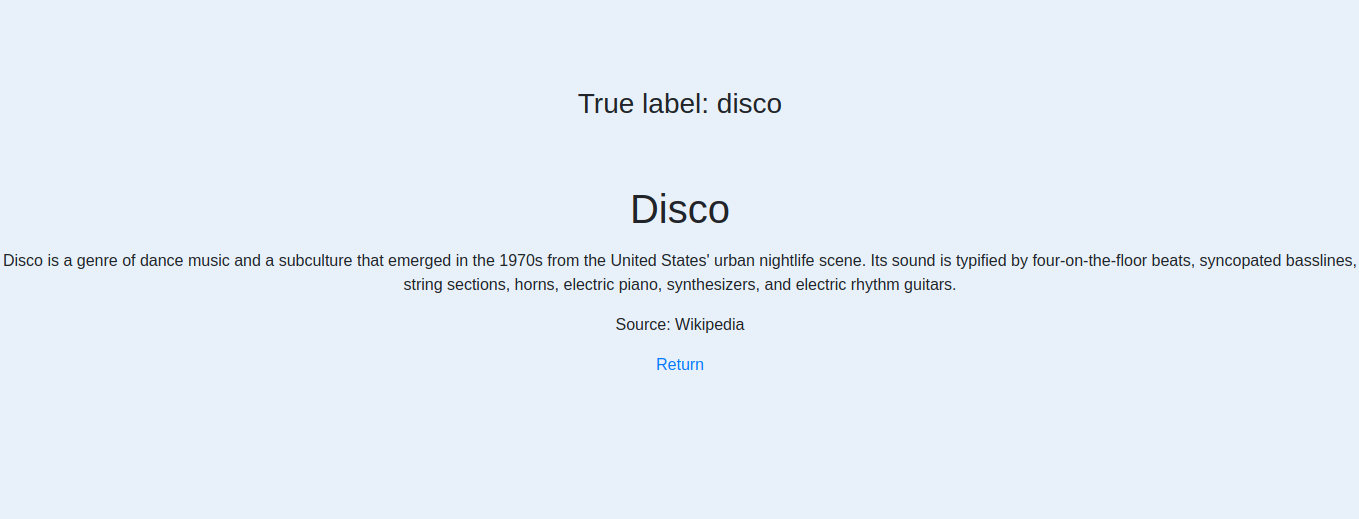 True label: disco
Disco
Disco is a genre of dance music and a subculture that emerged in the 1970s from the United States' urban nightlife scene. Its sound is typified by four-on-the-floor beats, syncopated basslines,
string sections, horns, electric piano, synthesizers, and electric rhythm guitars.
Source: Wikipedia
Return